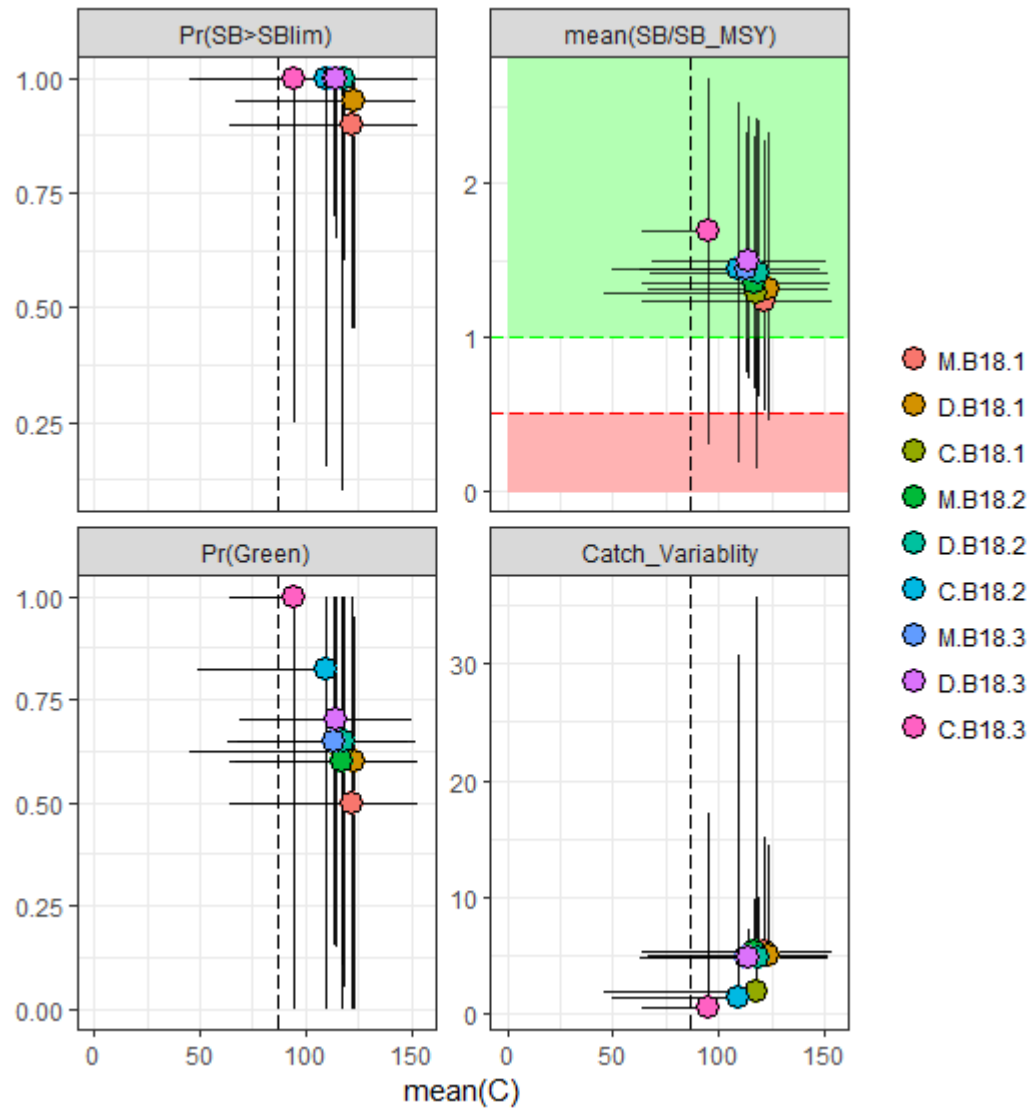 Pr(SB>SBlim)
mean(SB/SB_MSY)
1.00
0.75
0.50
0.25
2
1
0
Pr(Green)
Catch_Variablity
1.00
0.75
0.50
0.25
0.00
30
20
10
0
0 50 100 150
0 50 100 150
mean(C)
M.B18.1
D.B18.1
C.B18.1
M.B18.2
D.B18.2
C.B18.2
M.B18.3
D.B18.3
C.B18.3